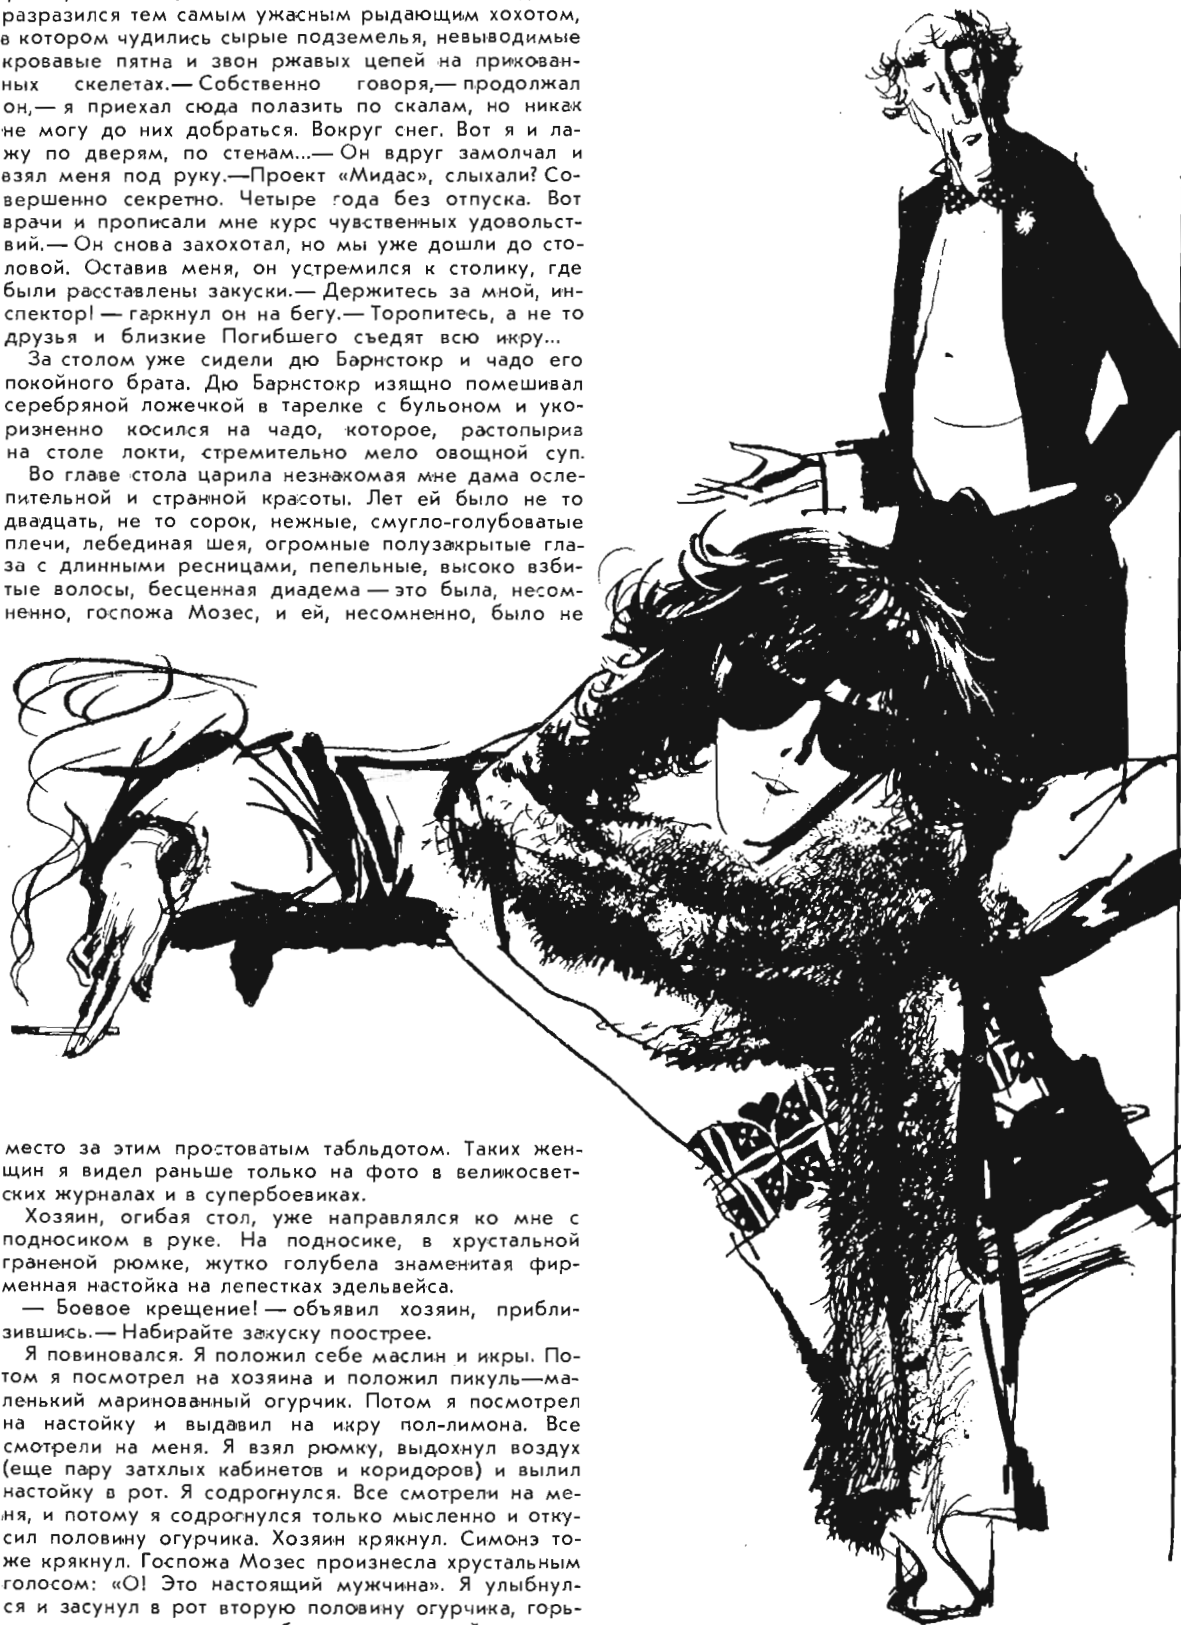 разразился тем самым ужасным рыдающим хохотом,
в котором чудились сырые подземелья, невыводимые
кровавые пятна и звон ржавых цепей на прикован-
ных скелетах.— Собственно говоря,— продолжал
он,— я приехал сюда полазить по скалам, но никак
не могу до них добраться. Вокруг снег. Вот я и ла-
жу по дверям, по стенам...— Он вдруг замолчал и
взял меня под руку.—Проект «Мидас», слыхали? Со-
вершенно секретно. Четыре года без отпуска. Вот
врачи и прописали мне курс чувственных удовольст-
вий.— Он снова захохотал, но мы уже дошли до сто-
ловой. Оставив меня, он устремился к столику, где
были расставлены закуски.— Держитесь за мной, ин-
спектор! — гаркнул он на бегу.— Торопитесь, а не то
друзья и близкие Погибшего съедят всю икру...
За столом уже сидели дю Барнстокр и чадо его
покойного брата. Дю Барнстокр изящно помешивал
серебряной ложечкой в тарелке с бульоном и уко-
ризненно косился на чадо, которое, растопырив
на столе локти, стремительно мело овощной суп.
Во главе стола царила незнакомая мне дама осле-
пительной и странной красоты. Лет ей было не то
двадцать, не то сорок, нежные, смугло-голубоватые
плечи, лебединая шея, огромные полузакрытые гла-
за с длинными ресницами, пепельные, высоко взби-
тые волосы, бесценная диадема — это была, несом-
ненно, госпожа Мозес, и ей, несомненно, было не
место за этим простоватым табльдотом. Таких жен-
щин я видел раньше только на фото в великосвет-
ских журналах и в супербоевиках.
Хозяин, огибая стол, уже направлялся ко мне с
подносиком в руке. На подносике, в хрустальной
граненой рюмке, жутко голубела знаменитая фир-
менная настойка на лепестках эдельвейса.
— Боевое крещение! — объявил хозяин, прибли-
зившись.— Набирайте закуску поострее.
Я повиновался. Я положил себе маслин и икры. По-
том я посмотрел на хозяина и положил пикуль—ма-
ленький маринованный огурчик. Потом я посмотрел
на настойку и выдавил на икру пол-лимона. Все
смотрели на меня. Я взял рюмку, выдохнул воздух
(еще пару затхлых кабинетов и коридоров) и вылил
настойку в рот. Я содрогнулся. Все смотрели на ме-
ня, и потому я содрогнулся только мысленно и отку-
сил половину огурчика. Хозяин крякнул. Симонэ то-
же крякнул. Госпожа Мозес произнесла хрустальным
голосом: «О! Это настоящий мужчина». Я улыбнул-
ся и засунул в рот вторую половину огурчика, горь-